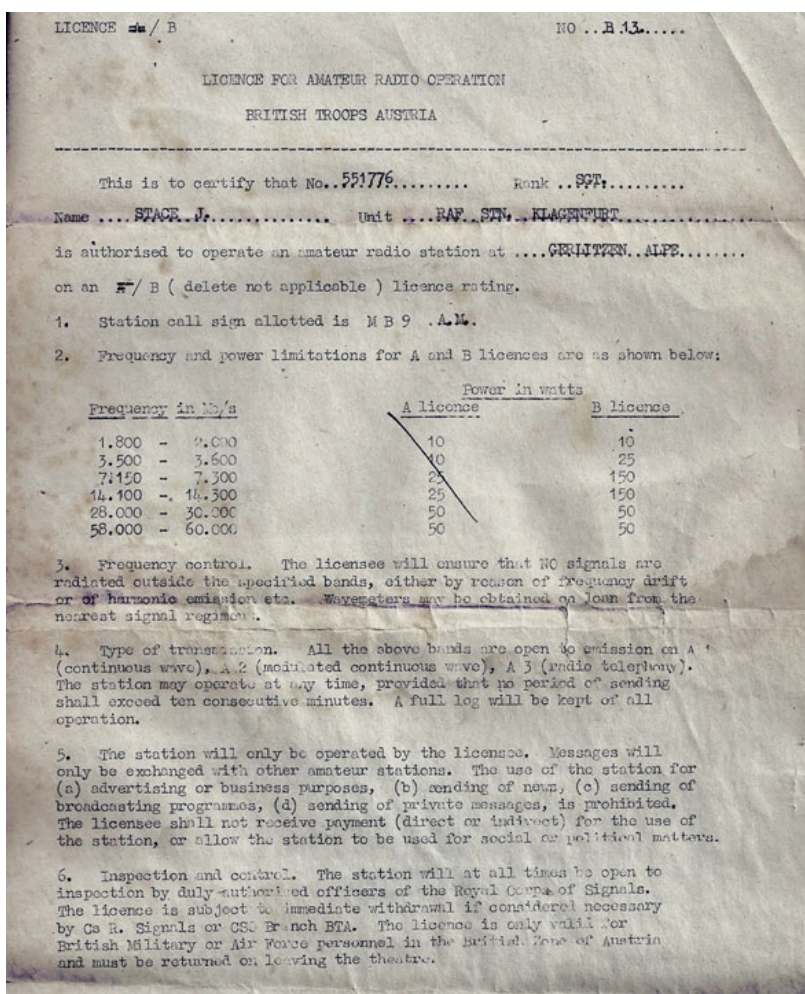 LICENCE A / B NO ..B.13......
LICENCE FOR AMATEUR RADIO OPERATION
BRITISH TROOPS AUSTRIA
This is to certify that No..551776......... Rank ..SGT.........
Name ....STACE J.............. Unit ....RAF. STN. KLAGENFURT...............
is authorised to operate an amateur radio station at ....GERLITZEN..ALPE.......
on an A / B ( delete not applicable ) licence rating.
1. Station call sign allotted is M B 9 .A.M.
2. Frequency and power limitations for A and B licences are as shown below:
Power in watts
Frequency in Mc/s A licence B licence
1.800 - 2.000 10 10
3.500 - 3.600 10 25
7.150 - 7.300 25 150
14.100 - 14.300 25 150
28.000 - 30.000 50 50
58.000 - 60.000 50 50
3. Frequency control. The licensee will ensure that NO signals are
radiated outside the specified bands, either by reason of frequency drift
or of harmonic emission etc. Wavemeters may be obtained on loan from the
nearest signal regiment.
4. Type of transmission. All the above bands are open to emission on A 1
(continuous wave), A 2 (modulated continuous wave), A 3 (radio telephony).
The station may operate at any time, provided that no period of sending
shall exceed ten consecutive minutes. A full log will be kept of all
operation.
5. The station will only be operated by the licensee. Messages will
only be exchanged with other amateur stations. The use of the station for
(a) advertising or business purposes, (b) sending of news, (c) sending of
broadcasting programmes, (d) sending of private messages, is prohibited.
The licensee shall not receive payment (direct or indirect) for the use of
the station, or allow the station to be used for social or political matters.
6. Inspection and control. The station will at all times be open to
inspection by duly authorised officers of the Royal Corps of Signals.
The licence is subject to immediate withdrawal if considered necessary
by Cs R. Signals or CSO Branch BTA. The licence is only valid for
British Military or Air Force personnel in the British Zone of Austria
and must be returned on leaving the theatre.